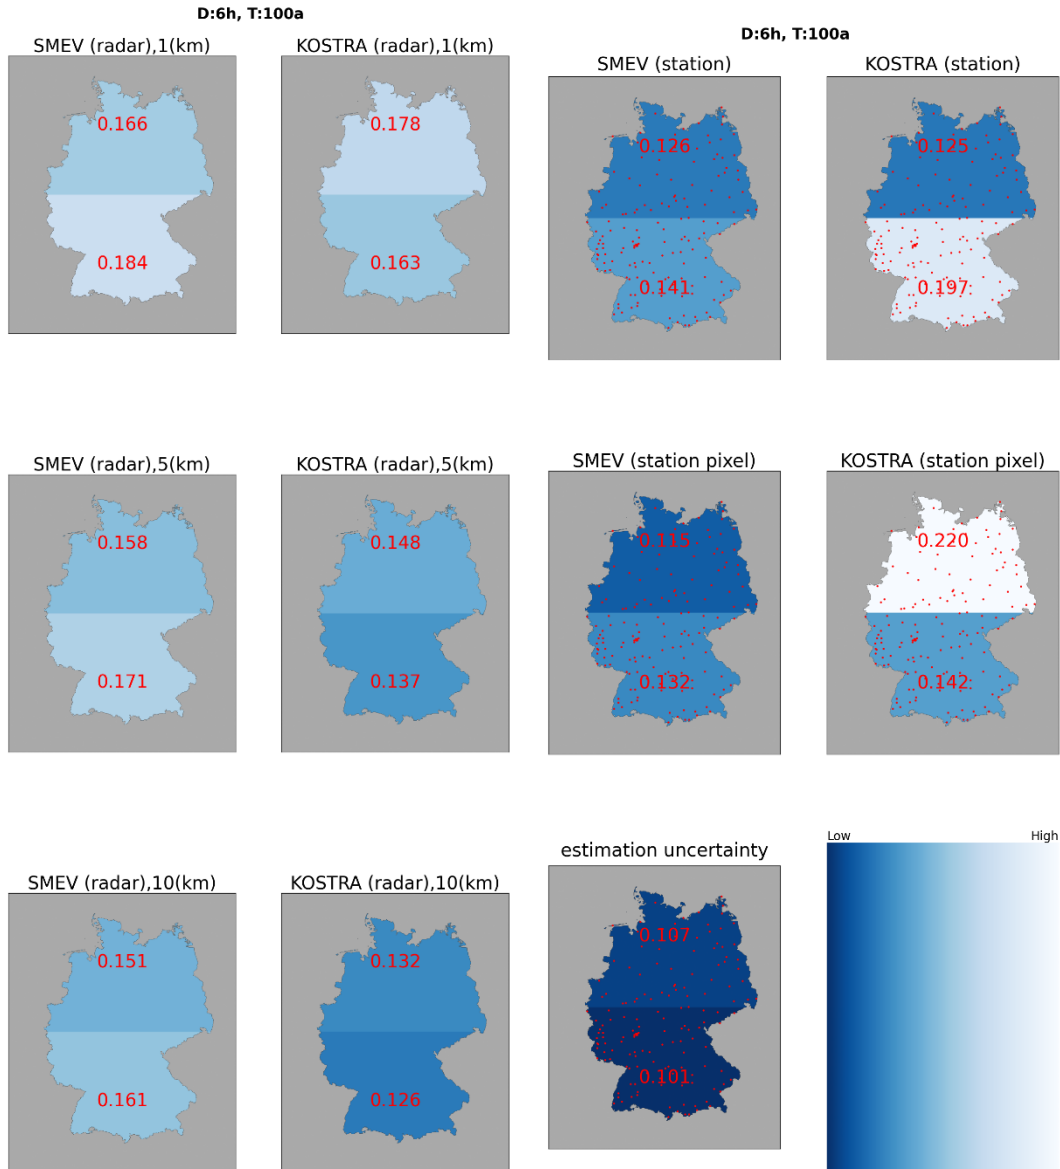 D:6h, T:100a
SMEV (radar),1(km)
KOSTRA (radar),1(km)
0.166
0.178
0.184
0.163
D:6h, T:100a
SMEV (station)
KOSTRA (station)
0.126
0.125
0.141
0.197
SMEV (radar),5(km)
KOSTRA (radar),5(km)
0.158
0.148
0.171
0.137
SMEV (station pixel)
KOSTRA (station pixel)
0.115
0.220
0.132
0.142
SMEV (radar),10(km)
KOSTRA (radar),10(km)
0.151
0.132
0.161
0.126
estimation uncertainty
0.107
0.101
Low
High